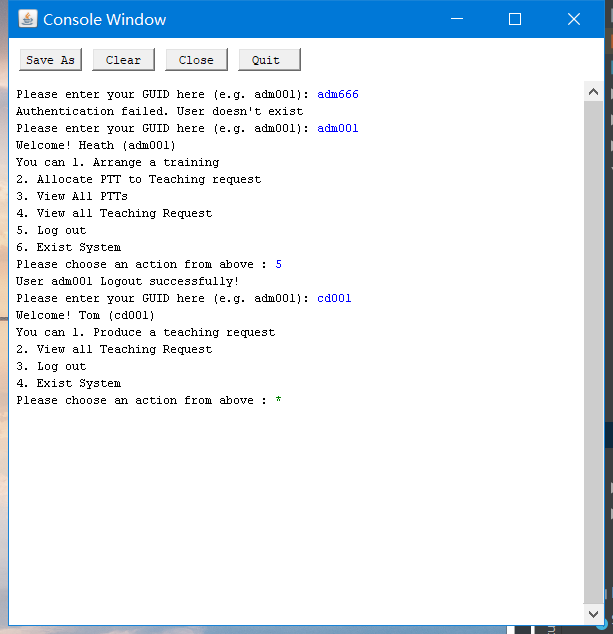 Console Window
Save As Clear Close Quit
Please enter your GUID here (e.g. adm001): adm666
Authentication failed. User doesn't exist
Please enter your GUID here (e.g. adm001): adm001
Welcome! Heath (adm001)
You can 1. Arrange a training
2. Allocate PTT to Teaching request
3. View All PTTs
4. View all Teaching Request
5. Log out
6. Exist System
Please choose an action from above : 5
User adm001 Logout successfully!
Please enter your GUID here (e.g. adm001): cd001
Welcome! Tom (cd001)
You can 1. Produce a teaching request
2. View all Teaching Request
3. Log out
4. Exist System
Please choose an action from above : *